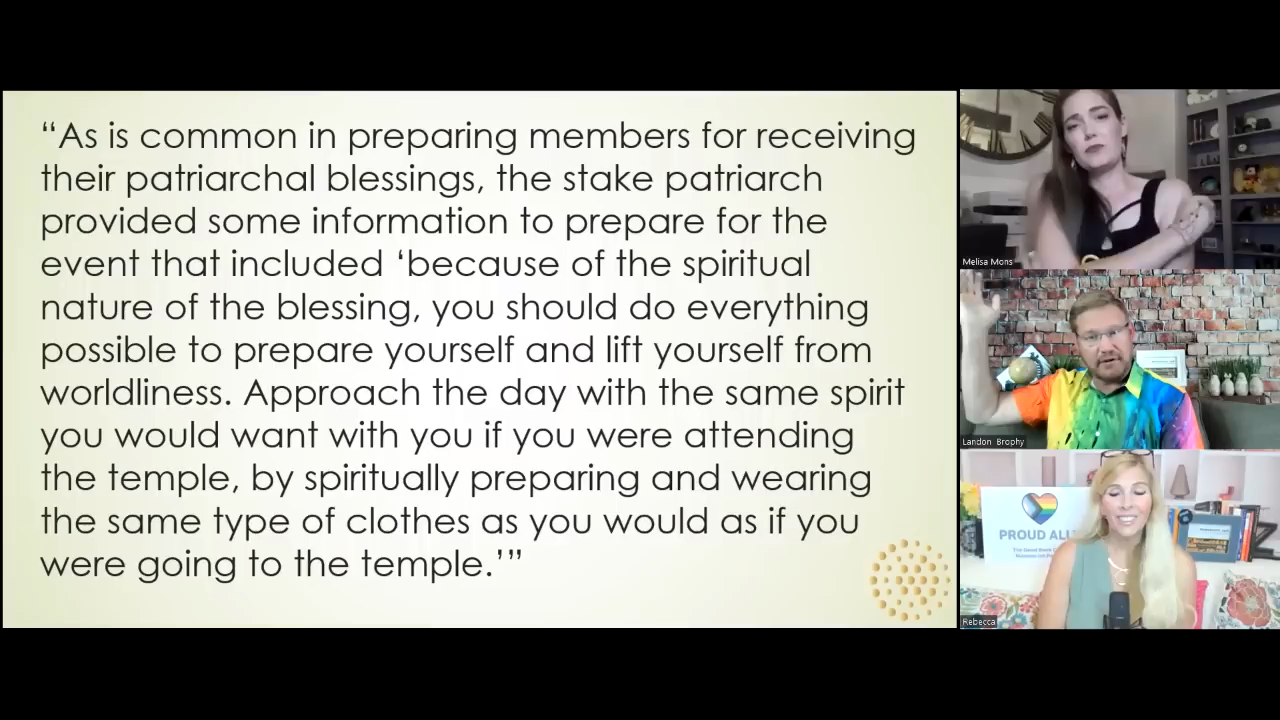 “As is common in preparing members for receiving
their patriarchal blessings, the stake patriarch
provided some information to prepare for the
event that included ‘because of the spiritual
nature of the blessing, you should do everything
possible to prepare yourself and lift yourself from
worldliness. Approach the day with the same spirit
you would want with you if you were attending
the temple, by spiritually preparing and wearing
the same type of clothes as you would as if you
were going to the temple.’”
Melisa Mons
Landon Brophy
PROUD
Rebecca